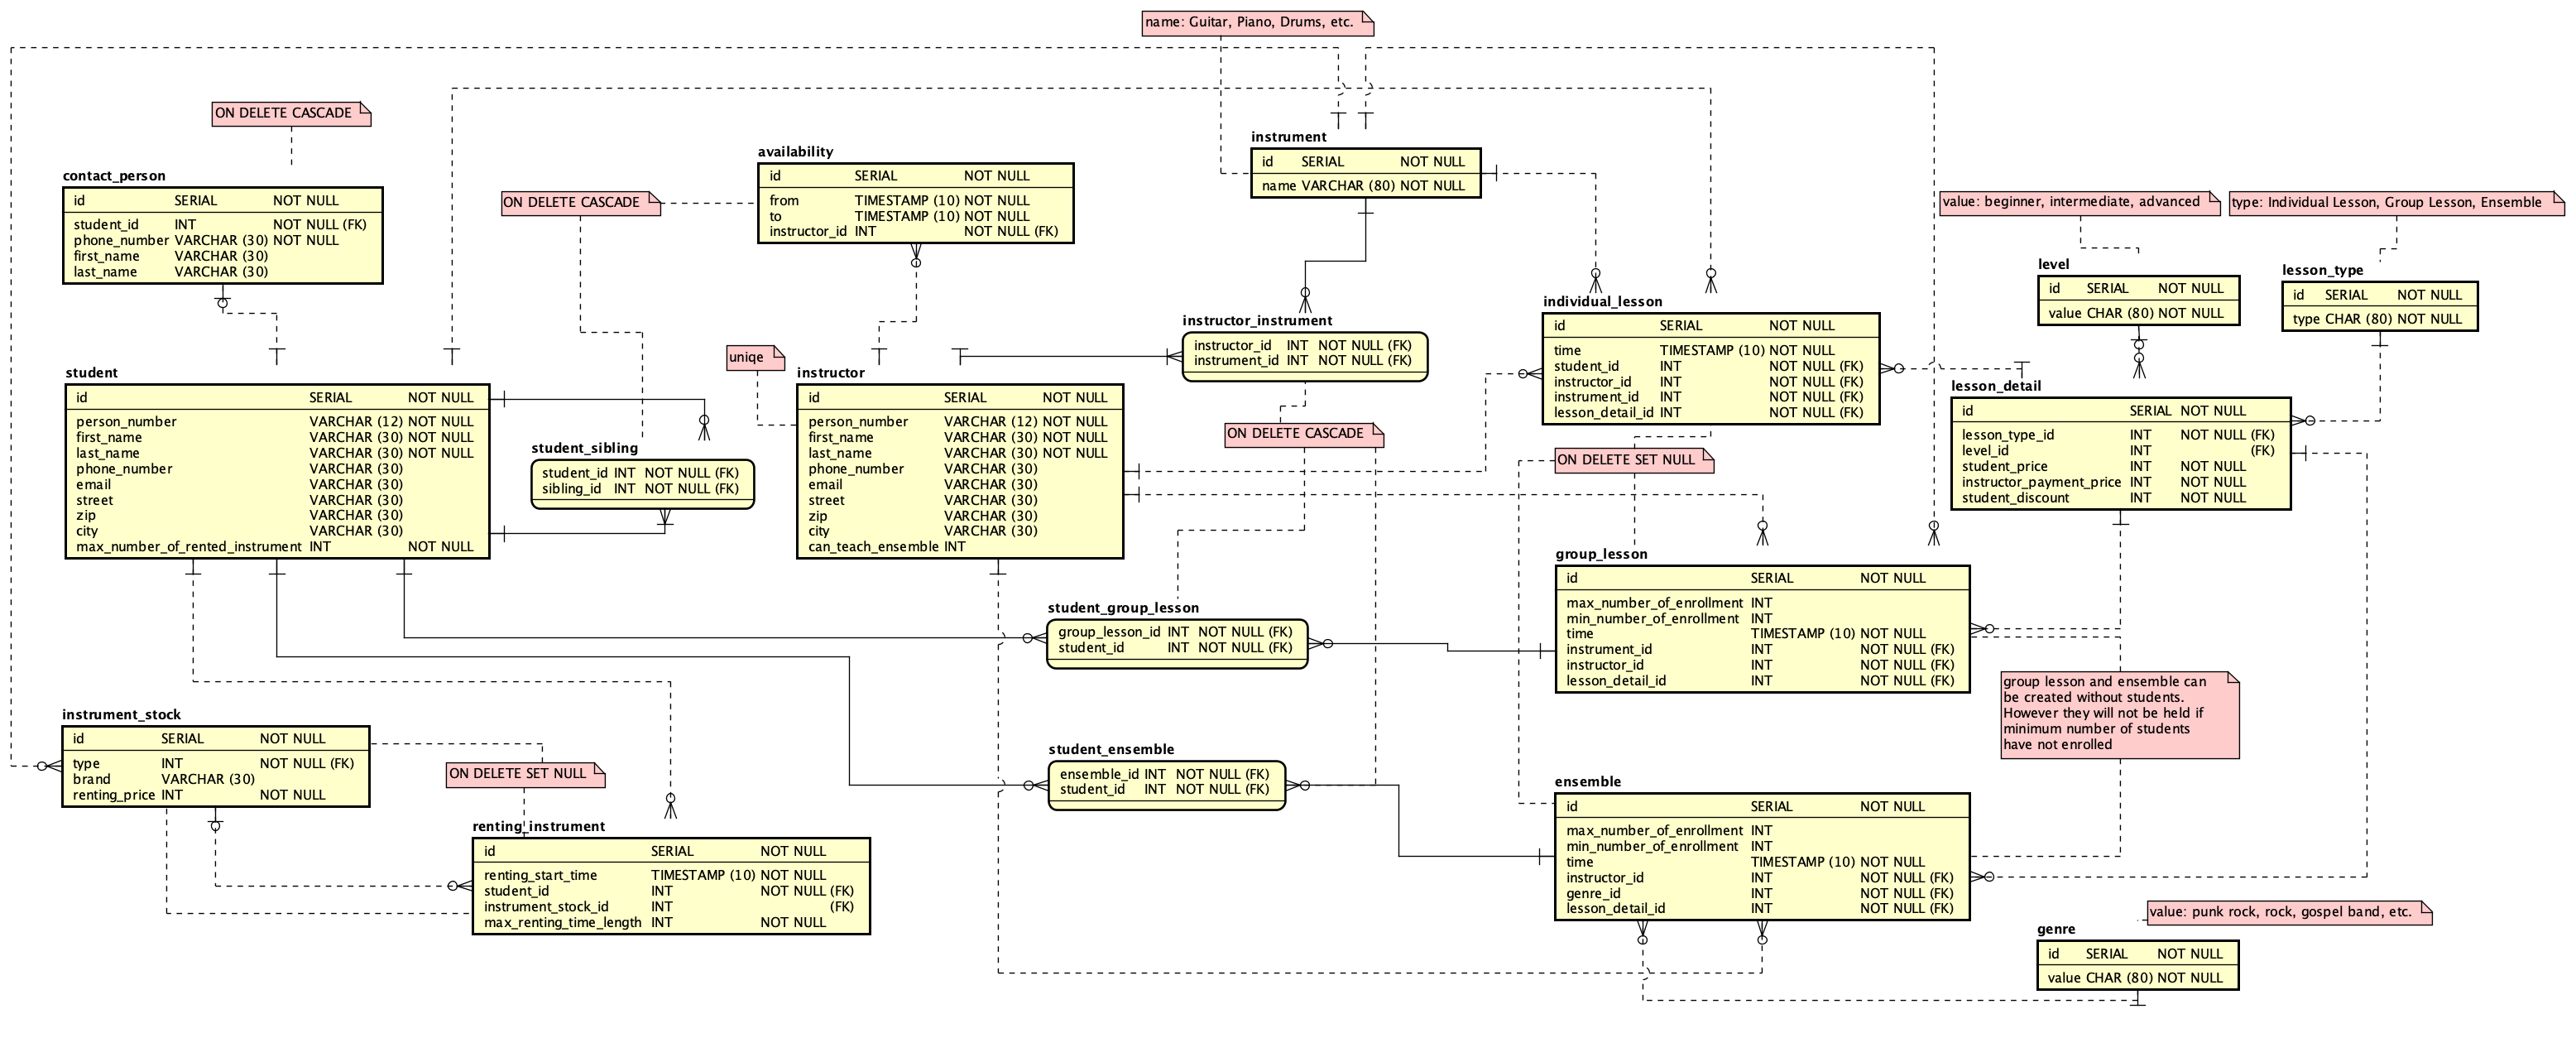 name: Guitar, Piano, Drums, etc.
ON DELETE CASCADE
contact_person
id SERIAL NOT NULL
student_id INT NOT NULL (FK)
phone_number VARCHAR (30) NOT NULL
first_name VARCHAR (30)
last_name VARCHAR (30)
ON DELETE CASCADE
availability
id SERIAL NOT NULL
from TIMESTAMP (10) NOT NULL
to TIMESTAMP (10) NOT NULL
instructor_id INT NOT NULL (FK)
instrument
id SERIAL NOT NULL
name VARCHAR (80) NOT NULL
value: beginner, intermediate, advanced
type: Individual Lesson, Group Lesson, Ensemble
level
id SERIAL NOT NULL
value CHAR (80) NOT NULL
lesson_type
id SERIAL NOT NULL
type CHAR (80) NOT NULL
individual_lesson
id SERIAL NOT NULL
time TIMESTAMP (10) NOT NULL
student_id INT NOT NULL (FK)
instructor_id INT NOT NULL (FK)
instrument_id INT NOT NULL (FK)
lesson_detail_id INT NOT NULL (FK)
instructor_instrument
instructor_id INT NOT NULL (FK)
instrument_id INT NOT NULL (FK)
uniqe
student
id SERIAL NOT NULL
person_number VARCHAR (12) NOT NULL
first_name VARCHAR (30) NOT NULL
last_name VARCHAR (30) NOT NULL
phone_number VARCHAR (30)
email VARCHAR (30)
street VARCHAR (30)
zip VARCHAR (30)
city VARCHAR (30)
max_number_of_rented_instrument INT NOT NULL
student_sibling
student_id INT NOT NULL (FK)
sibling_id INT NOT NULL (FK)
instructor
id SERIAL NOT NULL
person_number VARCHAR (12) NOT NULL
first_name VARCHAR (30) NOT NULL
last_name VARCHAR (30) NOT NULL
phone_number VARCHAR (30)
email VARCHAR (30)
street VARCHAR (30)
zip VARCHAR (30)
city VARCHAR (30)
can_teach_ensemble INT
ON DELETE CASCADE
ON DELETE SET NULL
lesson_detail
id SERIAL NOT NULL
lesson_type_id INT NOT NULL (FK)
level_id INT (FK)
student_price INT NOT NULL
instructor_payment_price INT NOT NULL
student_discount INT NOT NULL
group_lesson
id SERIAL NOT NULL
max_number_of_enrollment INT
min_number_of_enrollment INT
time TIMESTAMP (10) NOT NULL
instrument_id INT NOT NULL (FK)
instructor_id INT NOT NULL (FK)
lesson_detail_id INT NOT NULL (FK)
student_group_lesson
group_lesson_id INT NOT NULL (FK)
student_id INT NOT NULL (FK)
group lesson and ensemble can
be created without students.
However they will not be held if
minimum number of students
have not enrolled
instrument_stock
id SERIAL NOT NULL
type INT NOT NULL (FK)
brand VARCHAR (30)
renting_price INT NOT NULL
ON DELETE SET NULL
student_ensemble
ensemble_id INT NOT NULL (FK)
student_id INT NOT NULL (FK)
ensemble
id SERIAL NOT NULL
max_number_of_enrollment INT
min_number_of_enrollment INT
time TIMESTAMP (10) NOT NULL
instructor_id INT NOT NULL (FK)
genre_id INT NOT NULL (FK)
lesson_detail_id INT NOT NULL (FK)
renting_instrument
id SERIAL NOT NULL
renting_start_time TIMESTAMP (10) NOT NULL
student_id INT NOT NULL (FK)
instrument_stock_id INT (FK)
max_renting_time_length INT NOT NULL
value: punk rock, rock, gospel band, etc.
genre
id SERIAL NOT NULL
value CHAR (80) NOT NULL